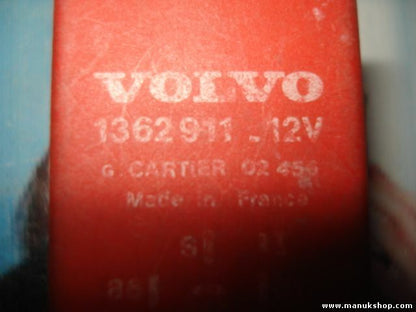 VOLVO
1362911 - 12V
G. CARTIER 02 456
Made in France
www.manukshop.com